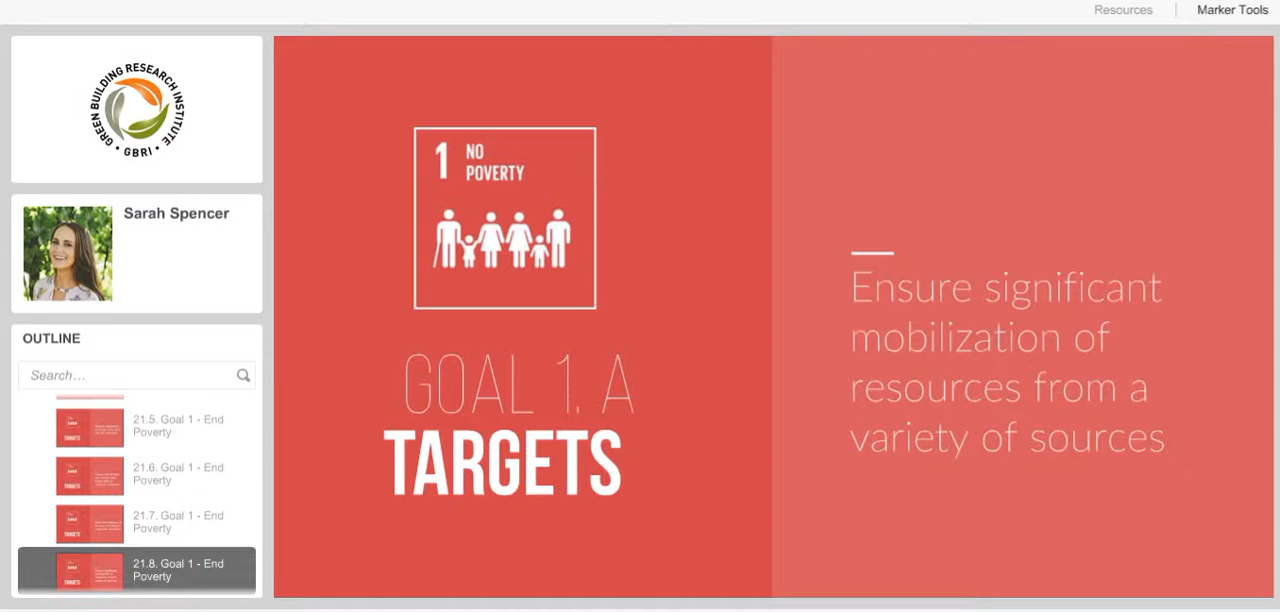 Resources
Marker Tools
GREEN BUILDING RESEARCH INSTITUTE
• GBRI •
Sarah Spencer
OUTLINE
Search...
21.5. Goal 1 - End
Poverty
21.6. Goal 1 - End
Poverty
21.7. Goal 1 - End
Poverty
21.8. Goal 1 - End
Poverty
1 NO
POVERTY
GOAL 1. A
TARGETS
Ensure significant
mobilization of
resources from a
variety of sources